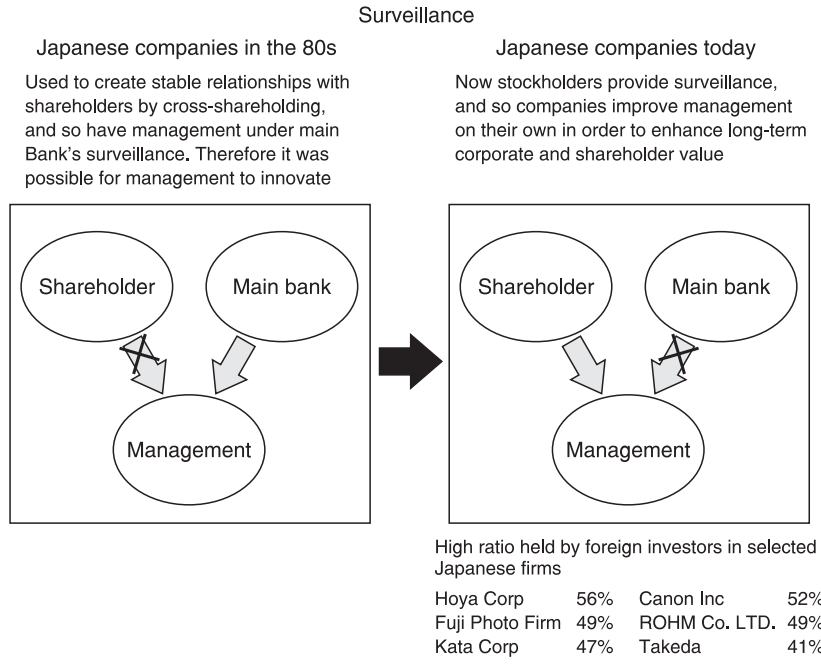 Surveillance
Japanese companies in the 80s
Used to create stable relationships with
shareholders by cross-shareholding,
and so have management under main
Bank's surveillance. Therefore it was
possible for management to innovate
Shareholder
Main bank
Management
Japanese companies today
Now stockholders provide surveillance,
and so companies improve management
on their own in order to enhance long-term
corporate and shareholder value
Shareholder
Main bank
Management
High ratio held by foreign investors in selected
Japanese firms
Hoya Corp 56% Canon Inc 52%
Fuji Photo Firm 49% ROHM Co. LTD. 49%
Kata Corp 47% Takeda 41%